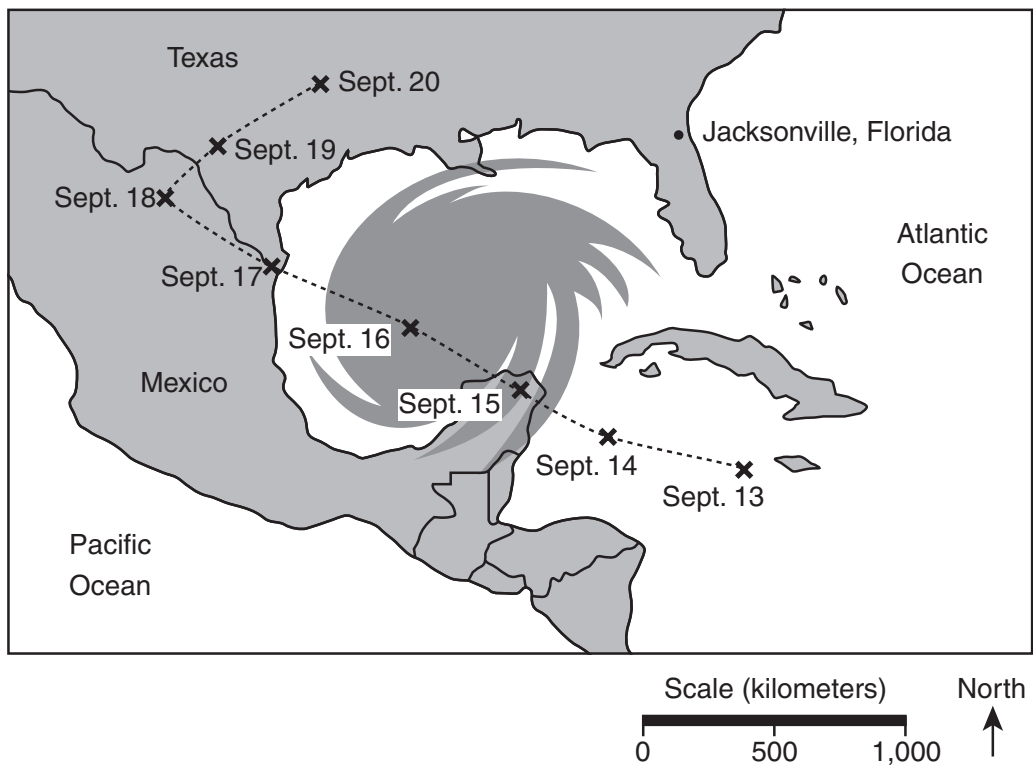 Texas
Sept. 20
Jacksonville, Florida
Sept. 19
Sept. 18
Atlantic
Ocean
Sept. 17
Sept. 16
Mexico
Sept. 15
Sept. 14
Sept. 13
Pacific
Ocean
Scale (kilometers)
North
0 500 1,000